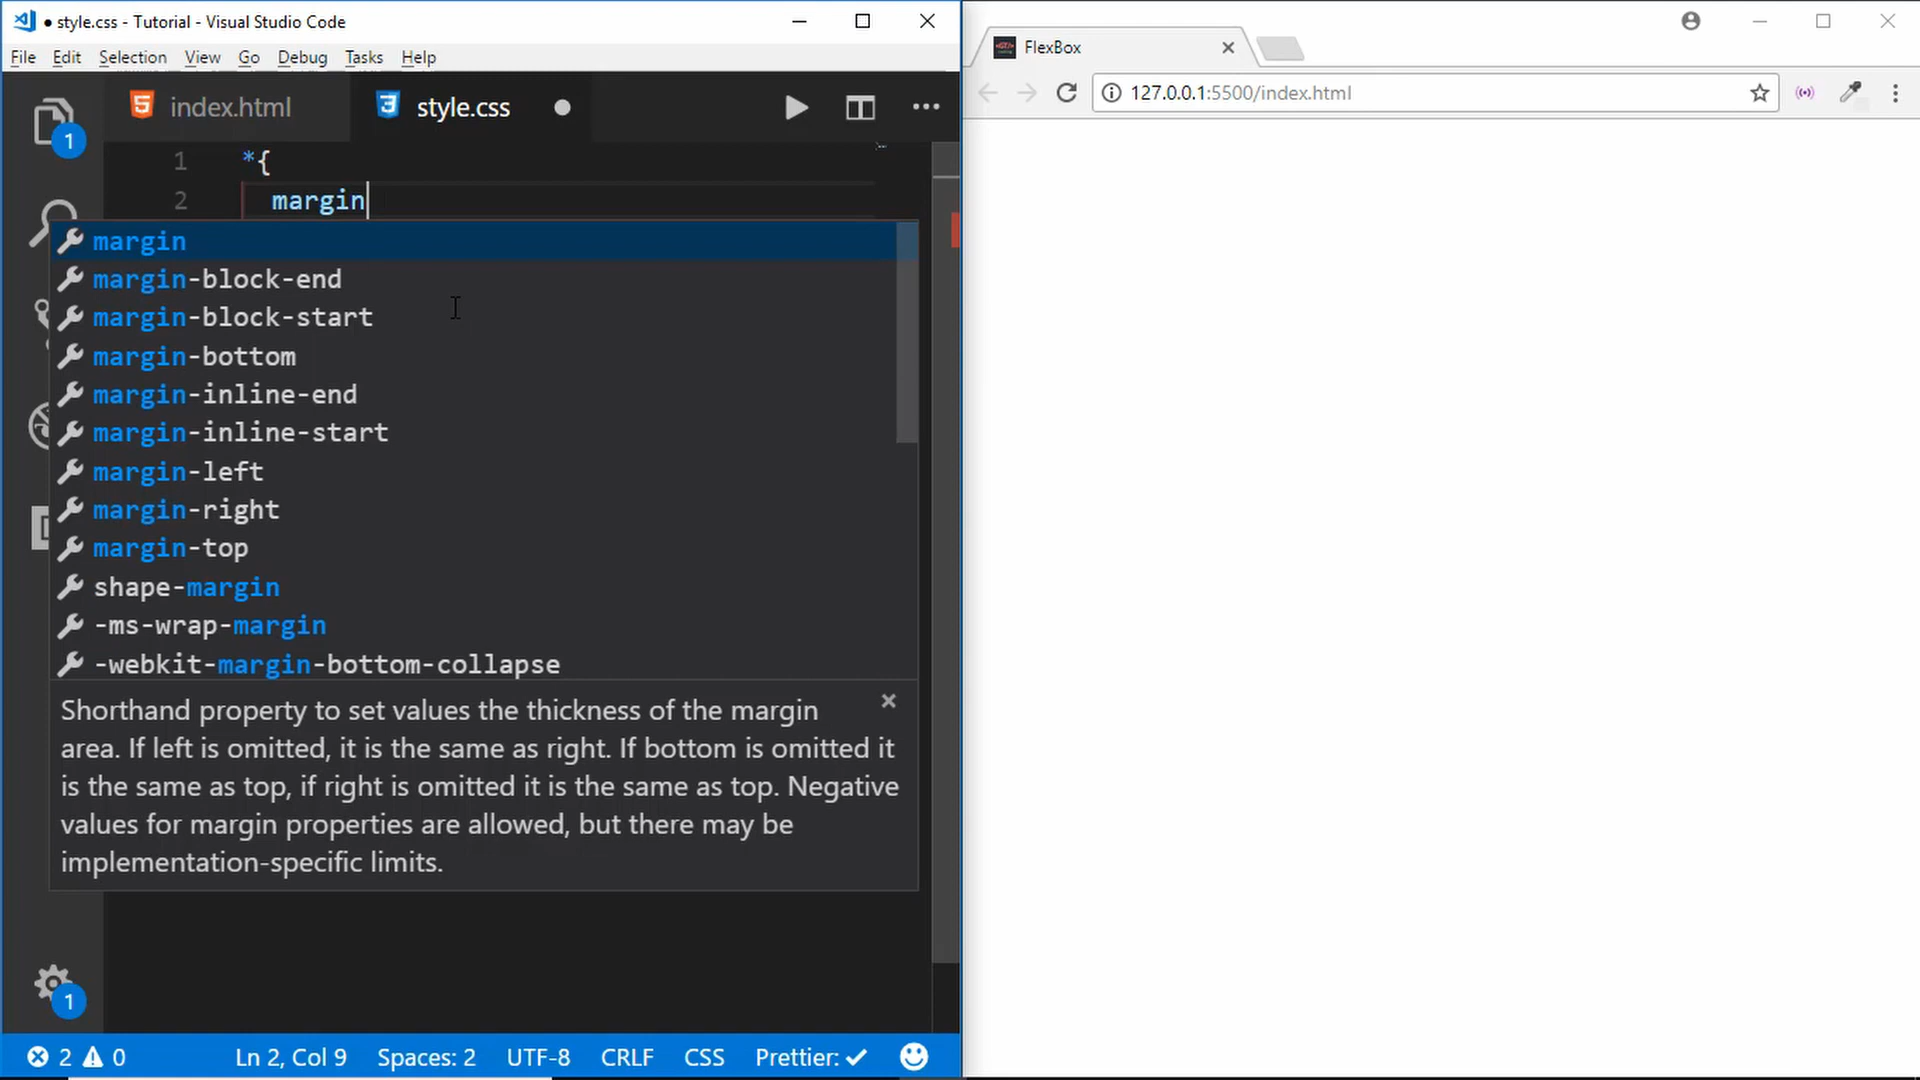 ● style.css - Tutorial - Visual Studio Code
File Edit Selection View Go Debug Tasks Help
index.html style.css
1 *{
2 margin
margin
margin-block-end
margin-block-start
margin-bottom
margin-inline-end
margin-inline-start
margin-left
margin-right
margin-top
shape-margin
-ms-wrap-margin
-webkit-margin-bottom-collapse
Shorthand property to set values the thickness of the margin
area. If left is omitted, it is the same as right. If bottom is omitted it
is the same as top, if right is omitted it is the same as top. Negative
values for margin properties are allowed, but there may be
implementation-specific limits.
1
1
2 0 Ln 2, Col 9 Spaces: 2 UTF-8 CRLF CSS Prettier: ✓
FlexBox
127.0.0.1:5500/index.html